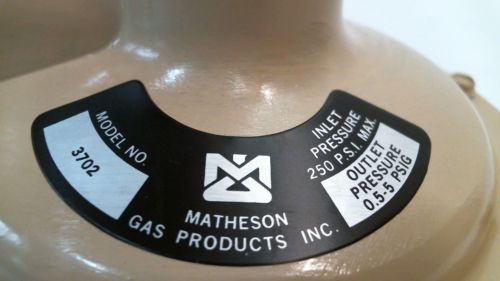 MODEL NO.
3702
M
MATHESON
GAS PRODUCTS INC.
INLET
PRESSURE
250 P.S.I. MAX.
OUTLET
PRESSURE
0.5-5 PSIG